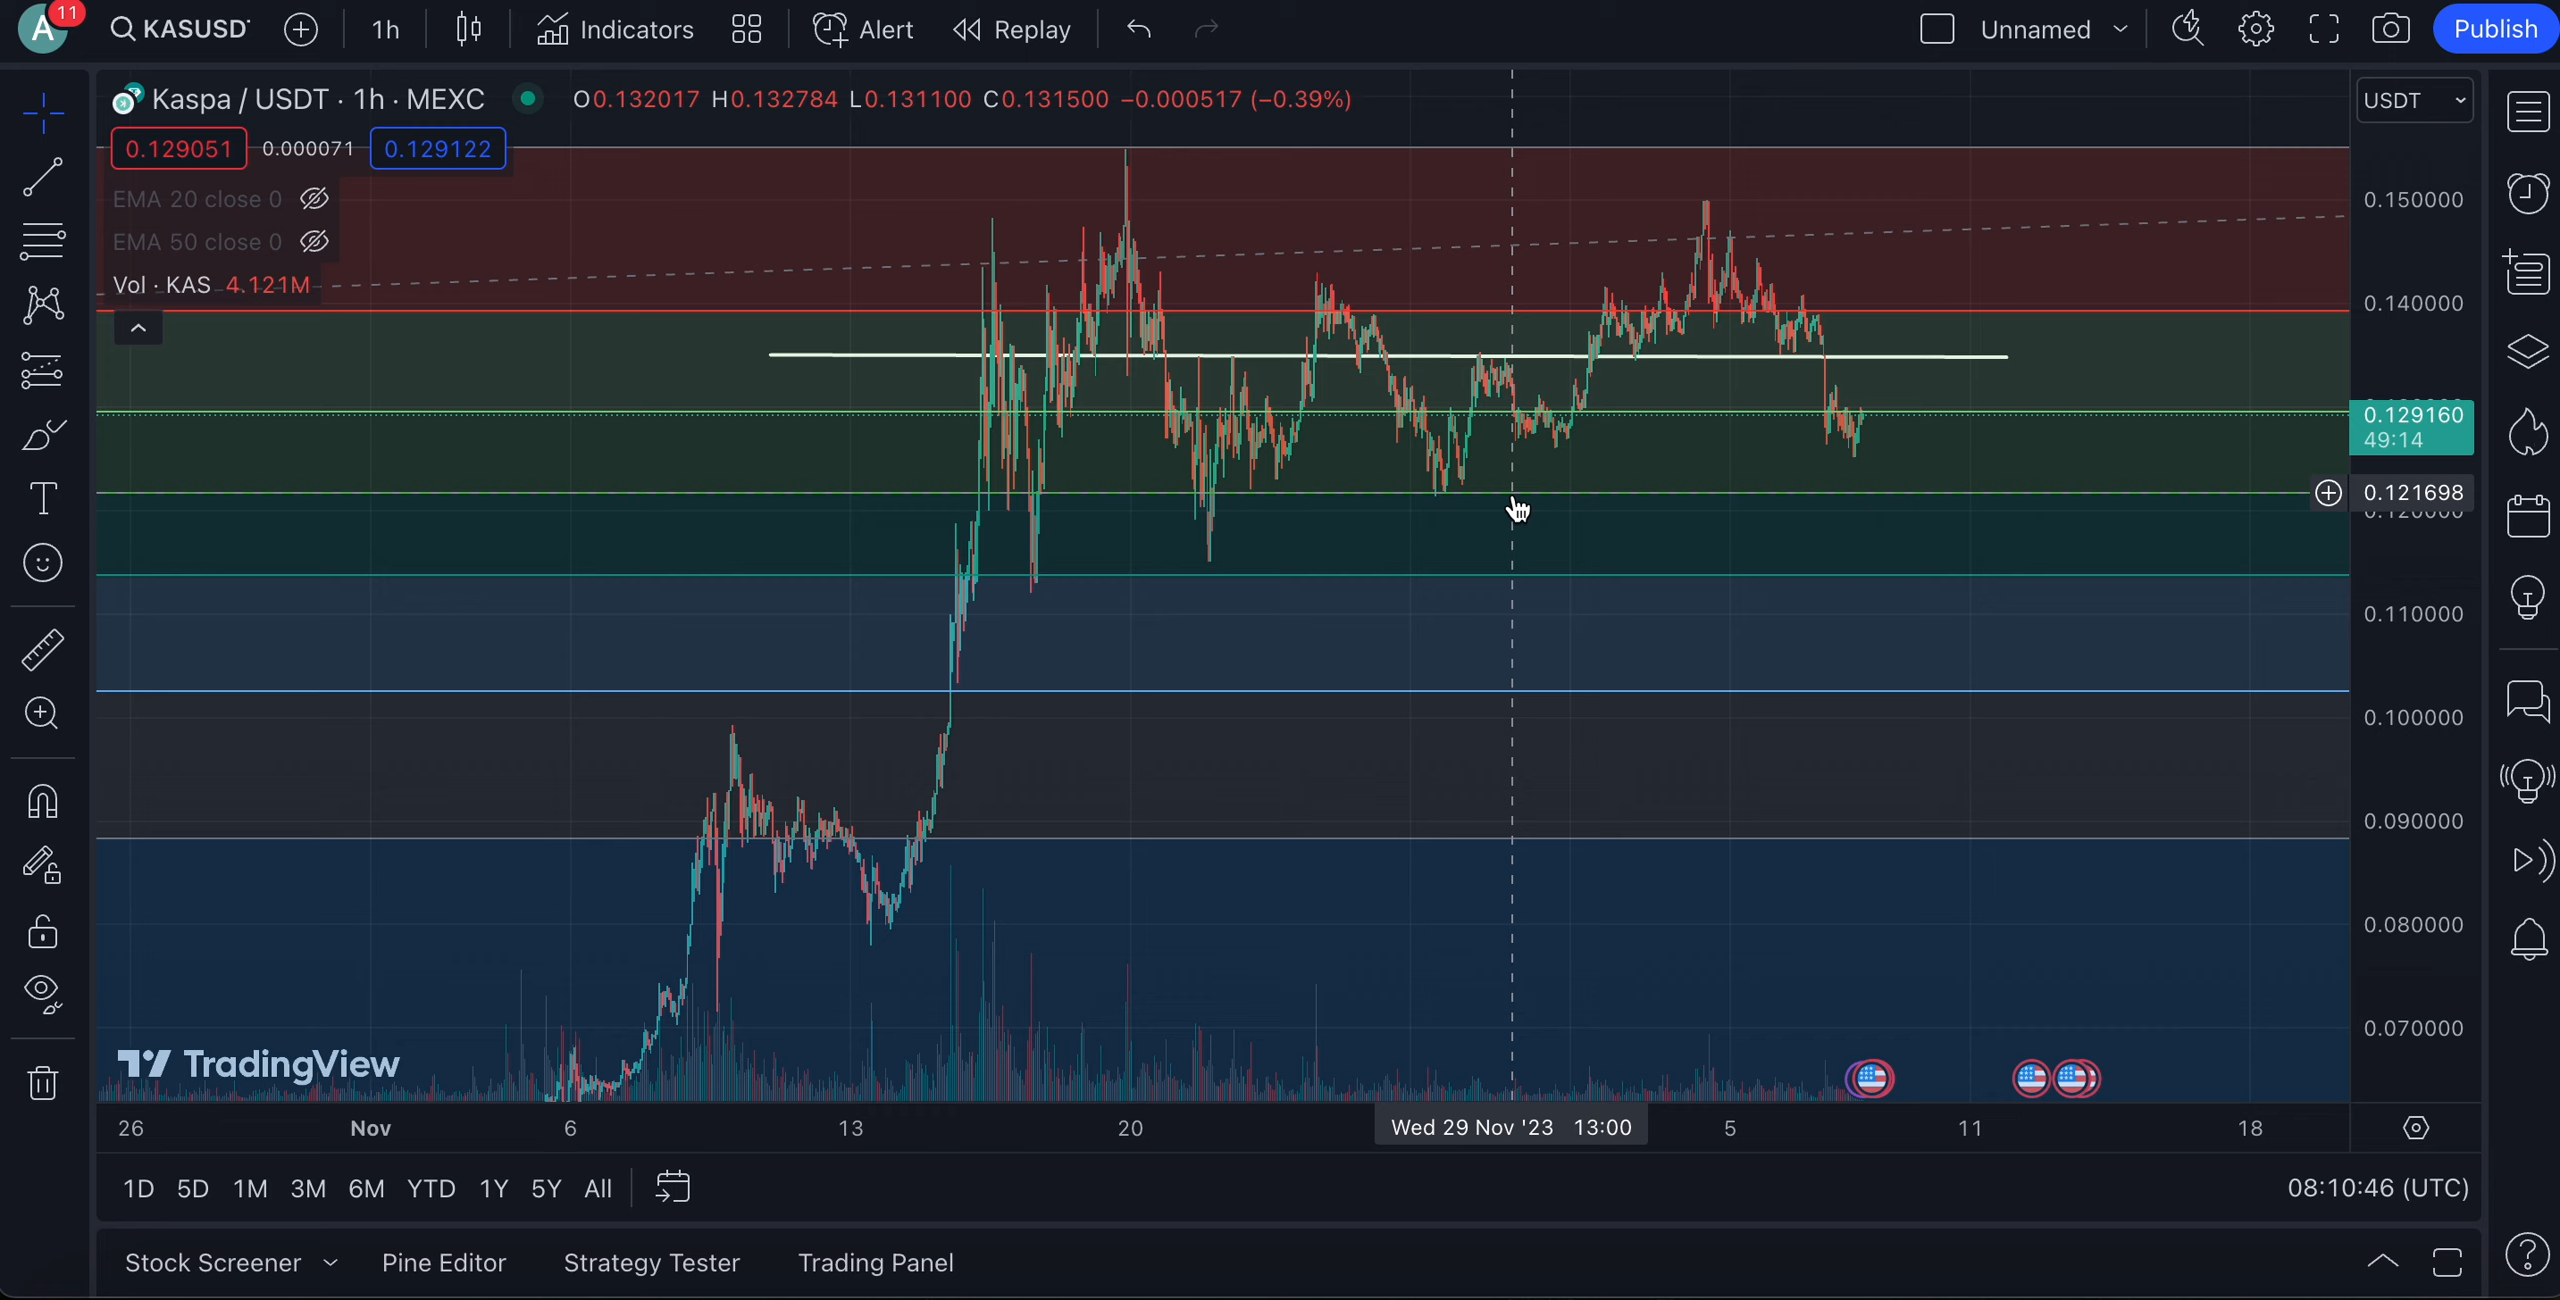 A 11 KASUSD 1h Indicators Alert Replay Unnamed Publish
Kaspa / USDT · 1h · MEXC O0.132017 H0.132784 L0.131100 C0.131500 −0.000517 (−0.39%)
USDT
0.129051 0.000071 0.129122
EMA 20 close 0
EMA 50 close 0
Vol · KAS 4.121M
0.150000
0.140000
0.129160
49:14
0.121698
0.120000
0.110000
0.100000
0.090000
0.080000
0.070000
TradingView
26 Nov 6 13 20 Wed 29 Nov '23 13:00 5 11 18
1D 5D 1M 3M 6M YTD 1Y 5Y All 08:10:46 (UTC)
Stock Screener Pine Editor Strategy Tester Trading Panel